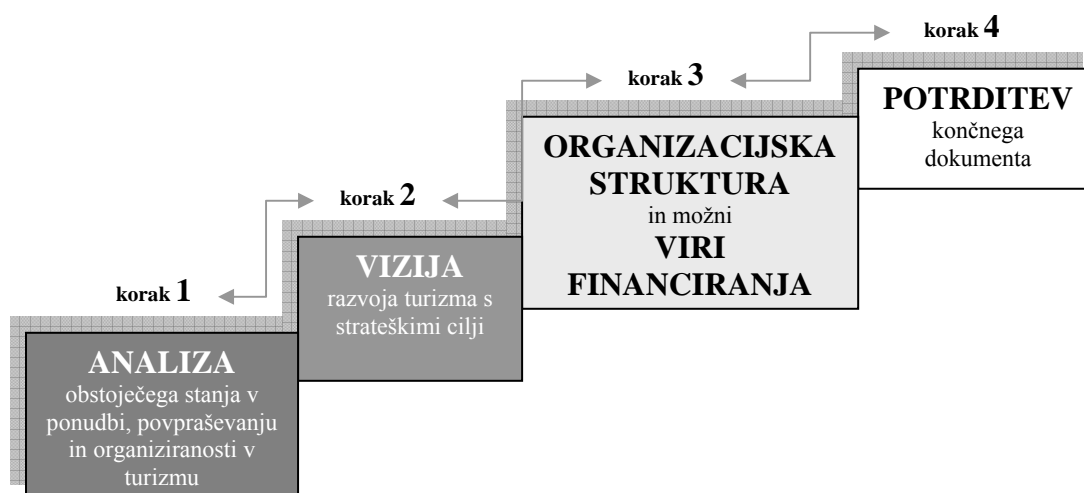 korak 1
ANALIZA
obstoječega stanja v
ponudbi, povpraševanju
in organiziranosti v
turizmu
korak 2
VIZIJA
razvoja turizma s
strateškimi cilji
korak 3
ORGANIZACIJSKA
STRUKTURA
in možni
VIRI
FINANCIRANJA
korak 4
POTRDITEV
končnega
dokumenta